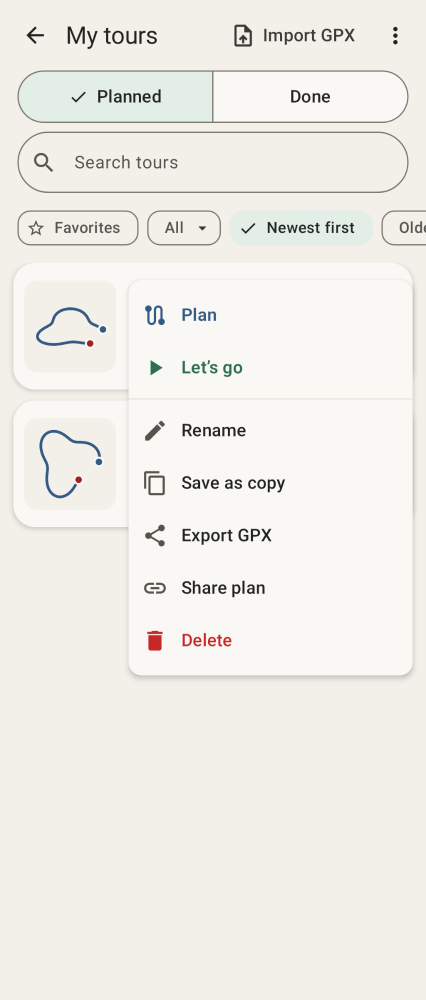 My tours
Import GPX
Planned
Done
Search tours
Favorites
All
Newest first
Plan
Let’s go
Rename
Save as copy
Export GPX
Share plan
Delete